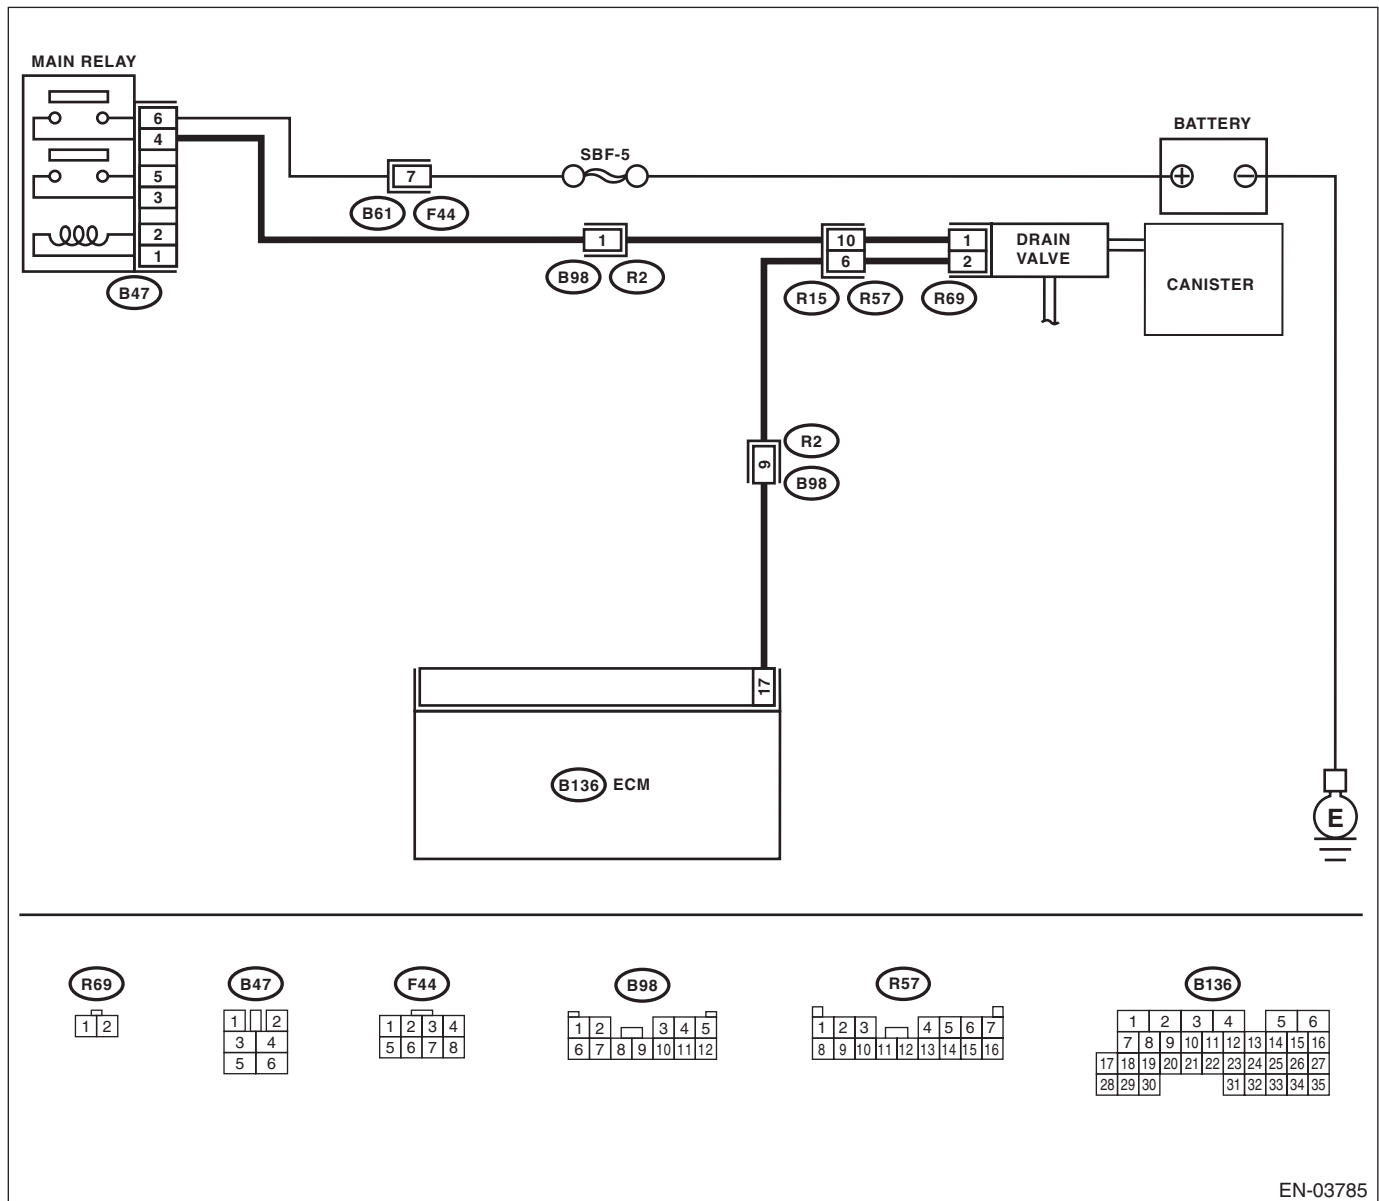 MAIN RELAY
6
4
5
3
2
1
B47
7
B61 F44
SBF-5
BATTERY
1
B98 R2
10
6
R15 R57
1
2
R69
DRAIN
VALVE
CANISTER
R2
9
B98
17
B136 ECM
E
R69
1 2
B47
1 2
3 4
5 6
F44
1 2 3 4
5 6 7 8
B98
1 2 3 4 5
6 7 8 9 10 11 12
R57
1 2 3 4 5 6 7
8 9 10 11 12 13 14 15 16
B136
1 2 3 4 5 6
7 8 9 10 11 12 13 14 15 16
17 18 19 20 21 22 23 24 25 26 27
28 29 30 31 32 33 34 35
EN-03785